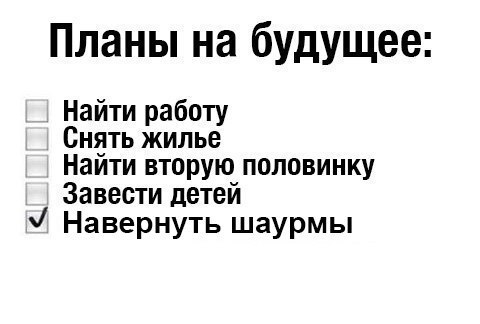 Планы на будущее:
Найти работу
Снять жилье
Найти вторую половинку
Завести детей
Навернуть шаурмы